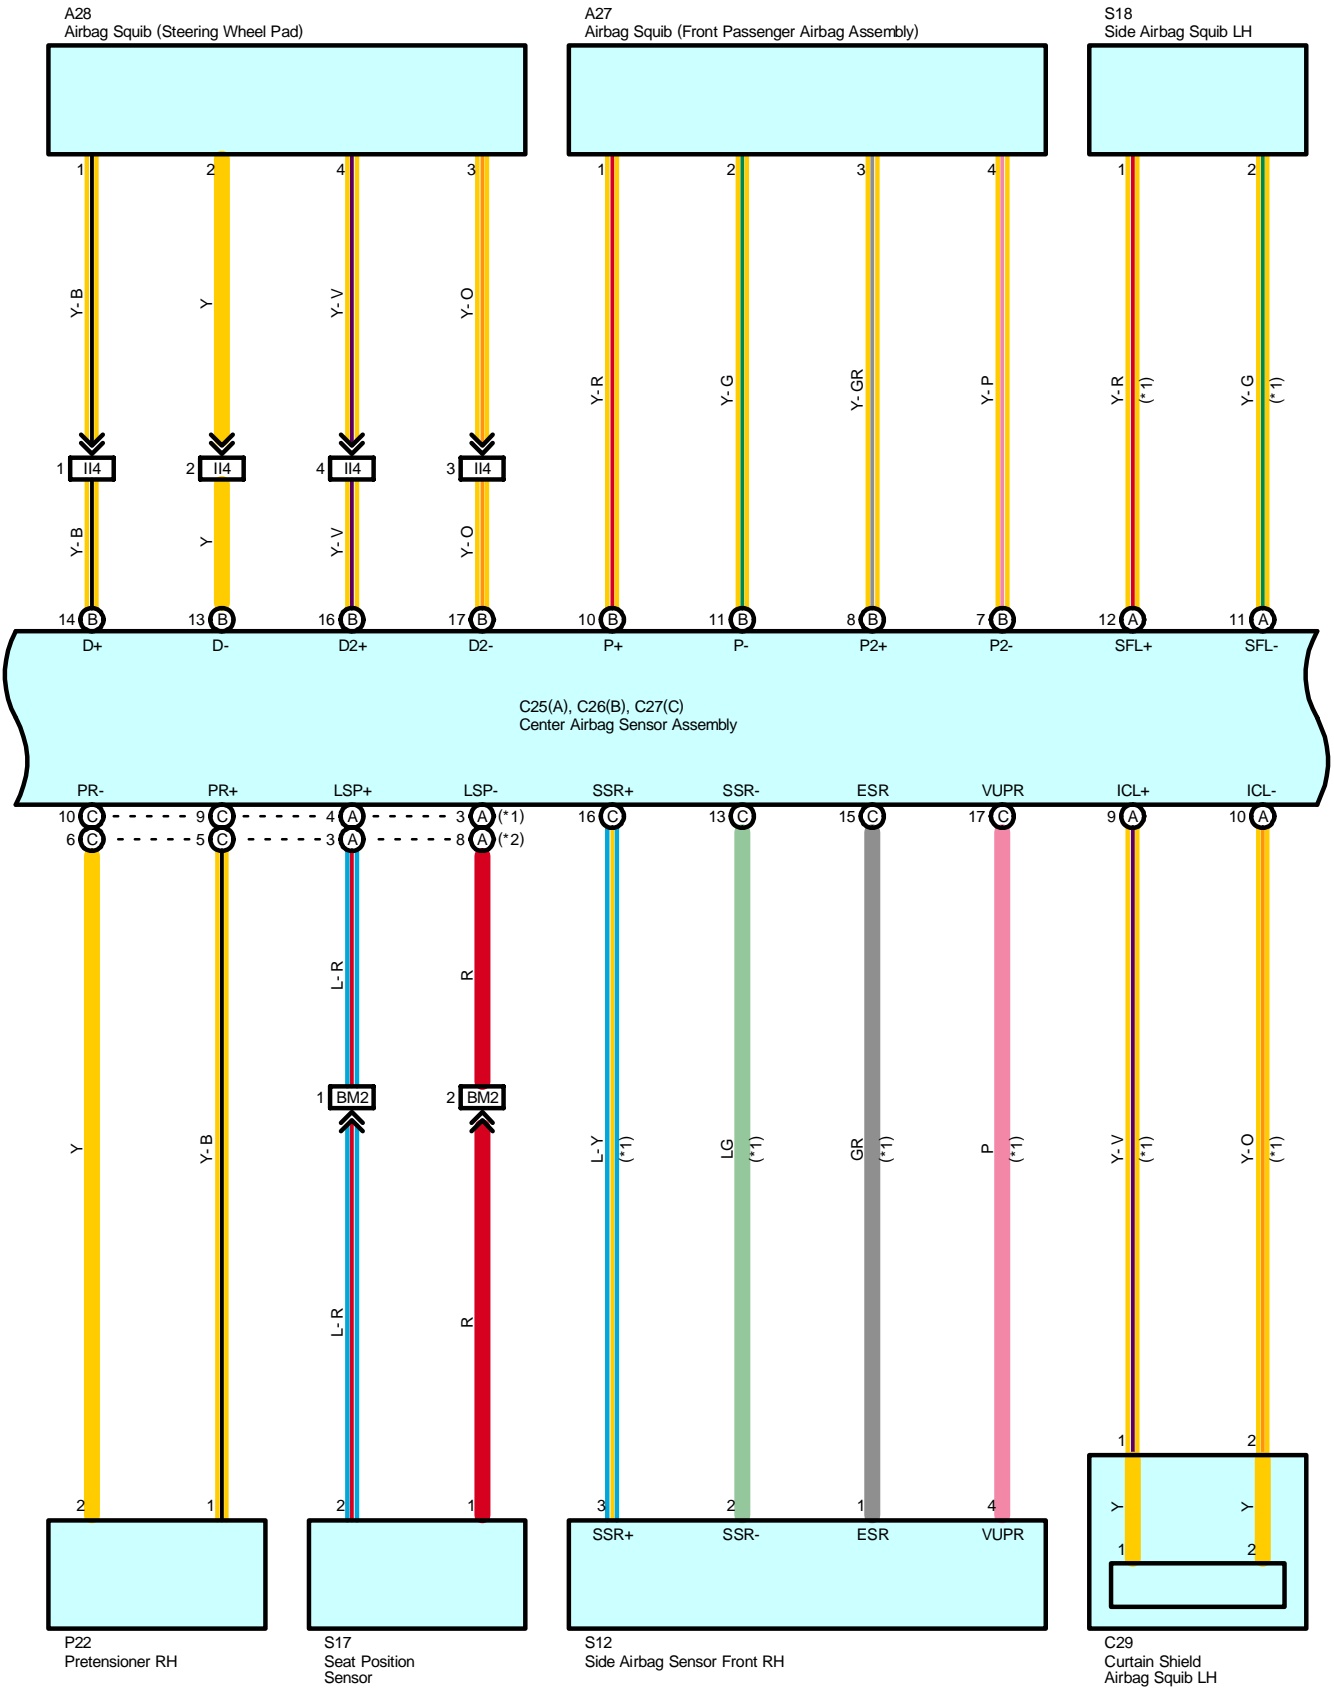 A28
Airbag Squib (Steering Wheel Pad)
A27
Airbag Squib (Front Passenger Airbag Assembly)
S18
Side Airbag Squib LH
1 2 4 3 1 2 3 4 1 2
Y- B Y Y- V Y- O
Y- R Y- G Y- GR Y- P Y- R (*1) Y- G (*1)
1 II4 2 II4 4 II4 3 II4
Y- B Y Y- V Y- O
14 B 13 B 16 B 17 B 10 B 11 B 8 B 7 B 12 A 11 A
D+ D- D2+ D2- P+ P- P2+ P2- SFL+ SFL-
C25(A), C26(B), C27(C)
Center Airbag Sensor Assembly
PR- PR+ LSP+ LSP- SSR+ SSR- ESR VUPR ICL+ ICL-
10 C 9 C 4 A 3 A (*1) 16 C 13 C 15 C 17 C 9 A 10 A
6 C 5 C 3 A 8 A (*2)
L- R R
1 BM2 2 BM2
Y Y- B L- Y (*1) LG (*1) GR (*1) P (*1) Y- V (*1) Y- O (*1)
L- R R
1 2
2 1 2 1 3 2 1 4 Y Y
SSR+ SSR- ESR VUPR
1 2
P22
Pretensioner RH
S17
Seat Position
Sensor
S12
Side Airbag Sensor Front RH
C29
Curtain Shield
Airbag Squib LH